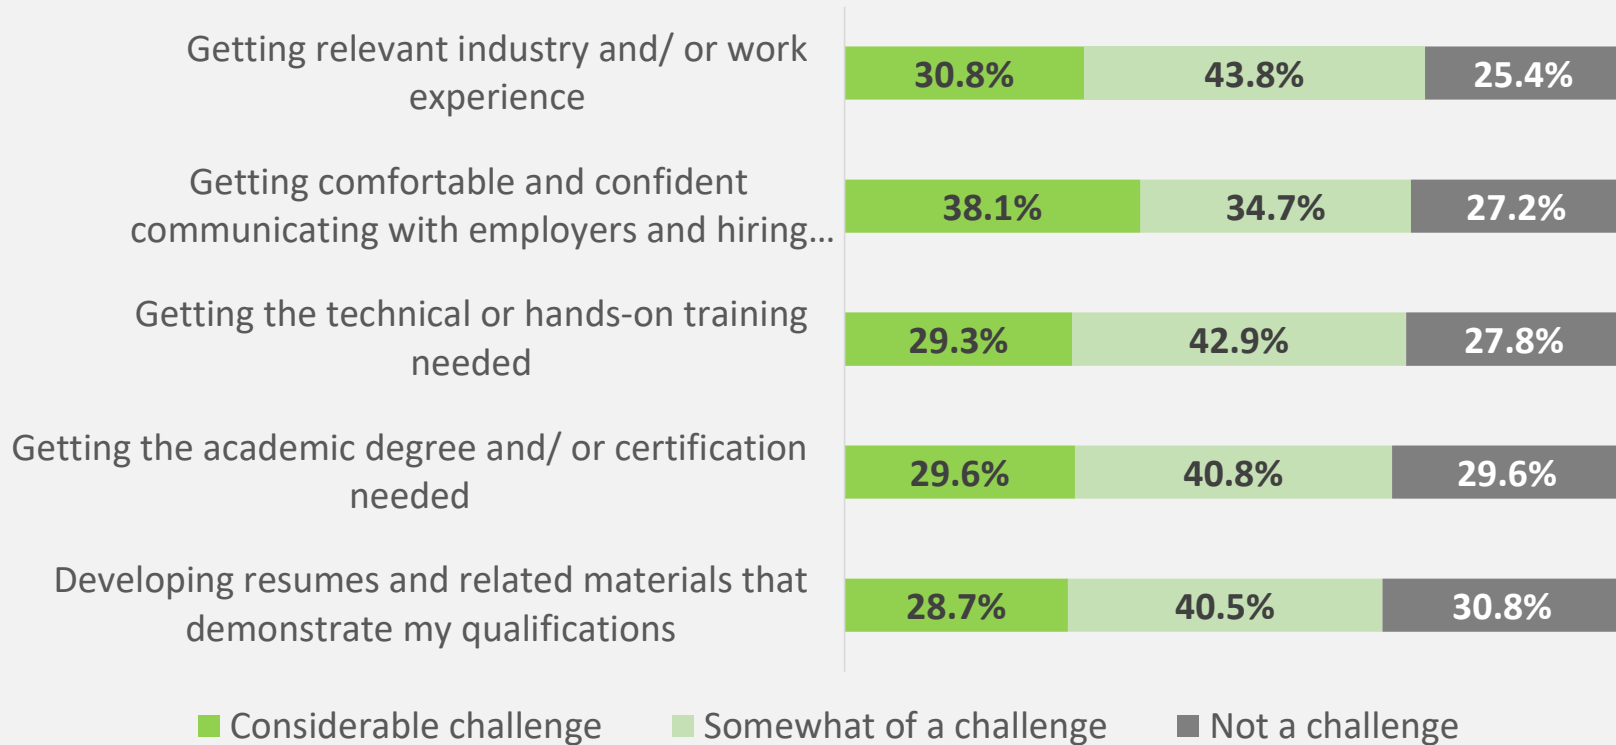 Getting relevant industry and/ or work
experience
30.8% 43.8% 25.4%
Getting comfortable and confident
communicating with employers and hiring...
38.1% 34.7% 27.2%
Getting the technical or hands-on training
needed
29.3% 42.9% 27.8%
Getting the academic degree and/ or certification
needed
29.6% 40.8% 29.6%
Developing resumes and related materials that
demonstrate my qualifications
28.7% 40.5% 30.8%
Considerable challenge Somewhat of a challenge Not a challenge